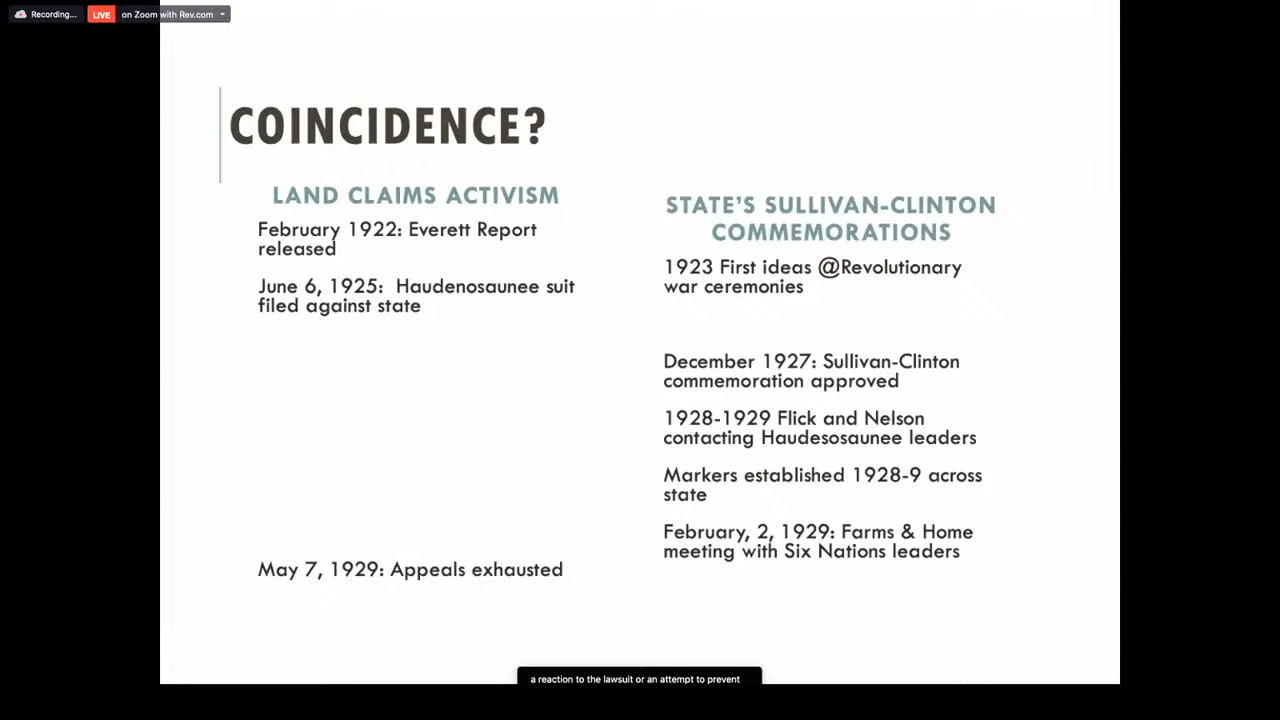 Recording...
LIVE on Zoom with Rev.com
COINCIDENCE?
LAND CLAIMS ACTIVISM
February 1922: Everett Report
released
June 6, 1925: Haudenosaunee suit
filed against state
May 7, 1929: Appeals exhausted
STATE'S SULLIVAN-CLINTON
COMMEMORATIONS
1923 First ideas @Revolutionary
war ceremonies
December 1927: Sullivan-Clinton
commemoration approved
1928-1929 Flick and Nelson
contacting Haudesosaunee leaders
Markers established 1928-9 across
state
February, 2, 1929: Farms & Home
meeting with Six Nations leaders
a reaction to the lawsuit or an attempt to prevent